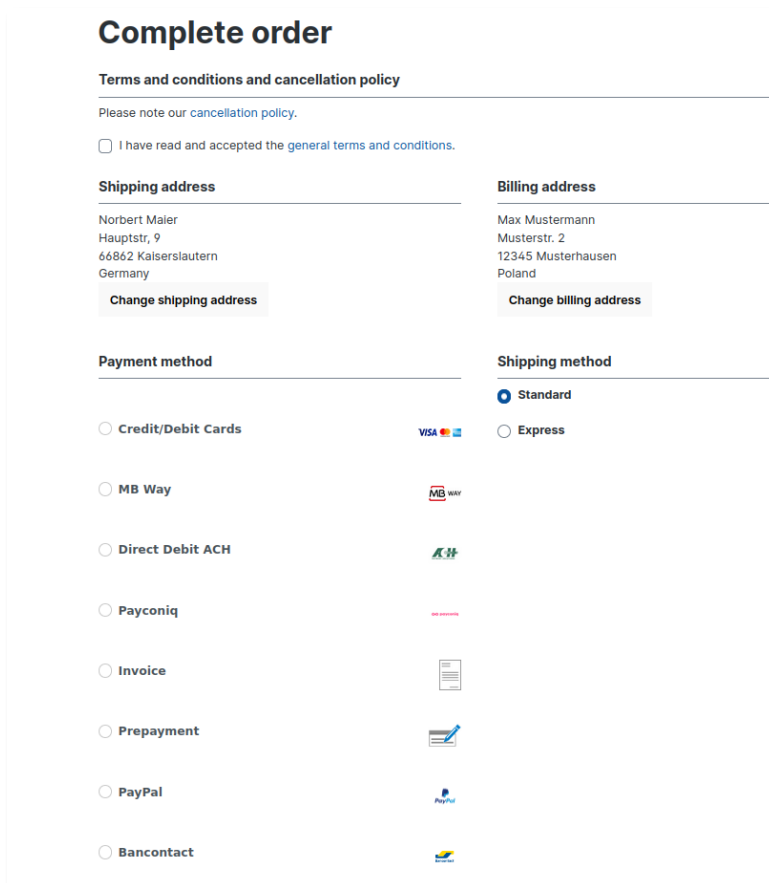 Complete order
Terms and conditions and cancellation policy
Please note our cancellation policy.
I have read and accepted the general terms and conditions.
Shipping address
Norbert Maier
Hauptstr, 9
66862 Kaiserslautern
Germany
Change shipping address
Billing address
Max Mustermann
Musterstr. 2
12345 Musterhausen
Poland
Change billing address
Payment method
Credit/Debit Cards
VISA
MB Way
MB WAY
Direct Debit ACH
ACH
Payconiq
Invoice
Prepayment
PayPal
PayPal
Bancontact
Bancontact
Shipping method
Standard
Express